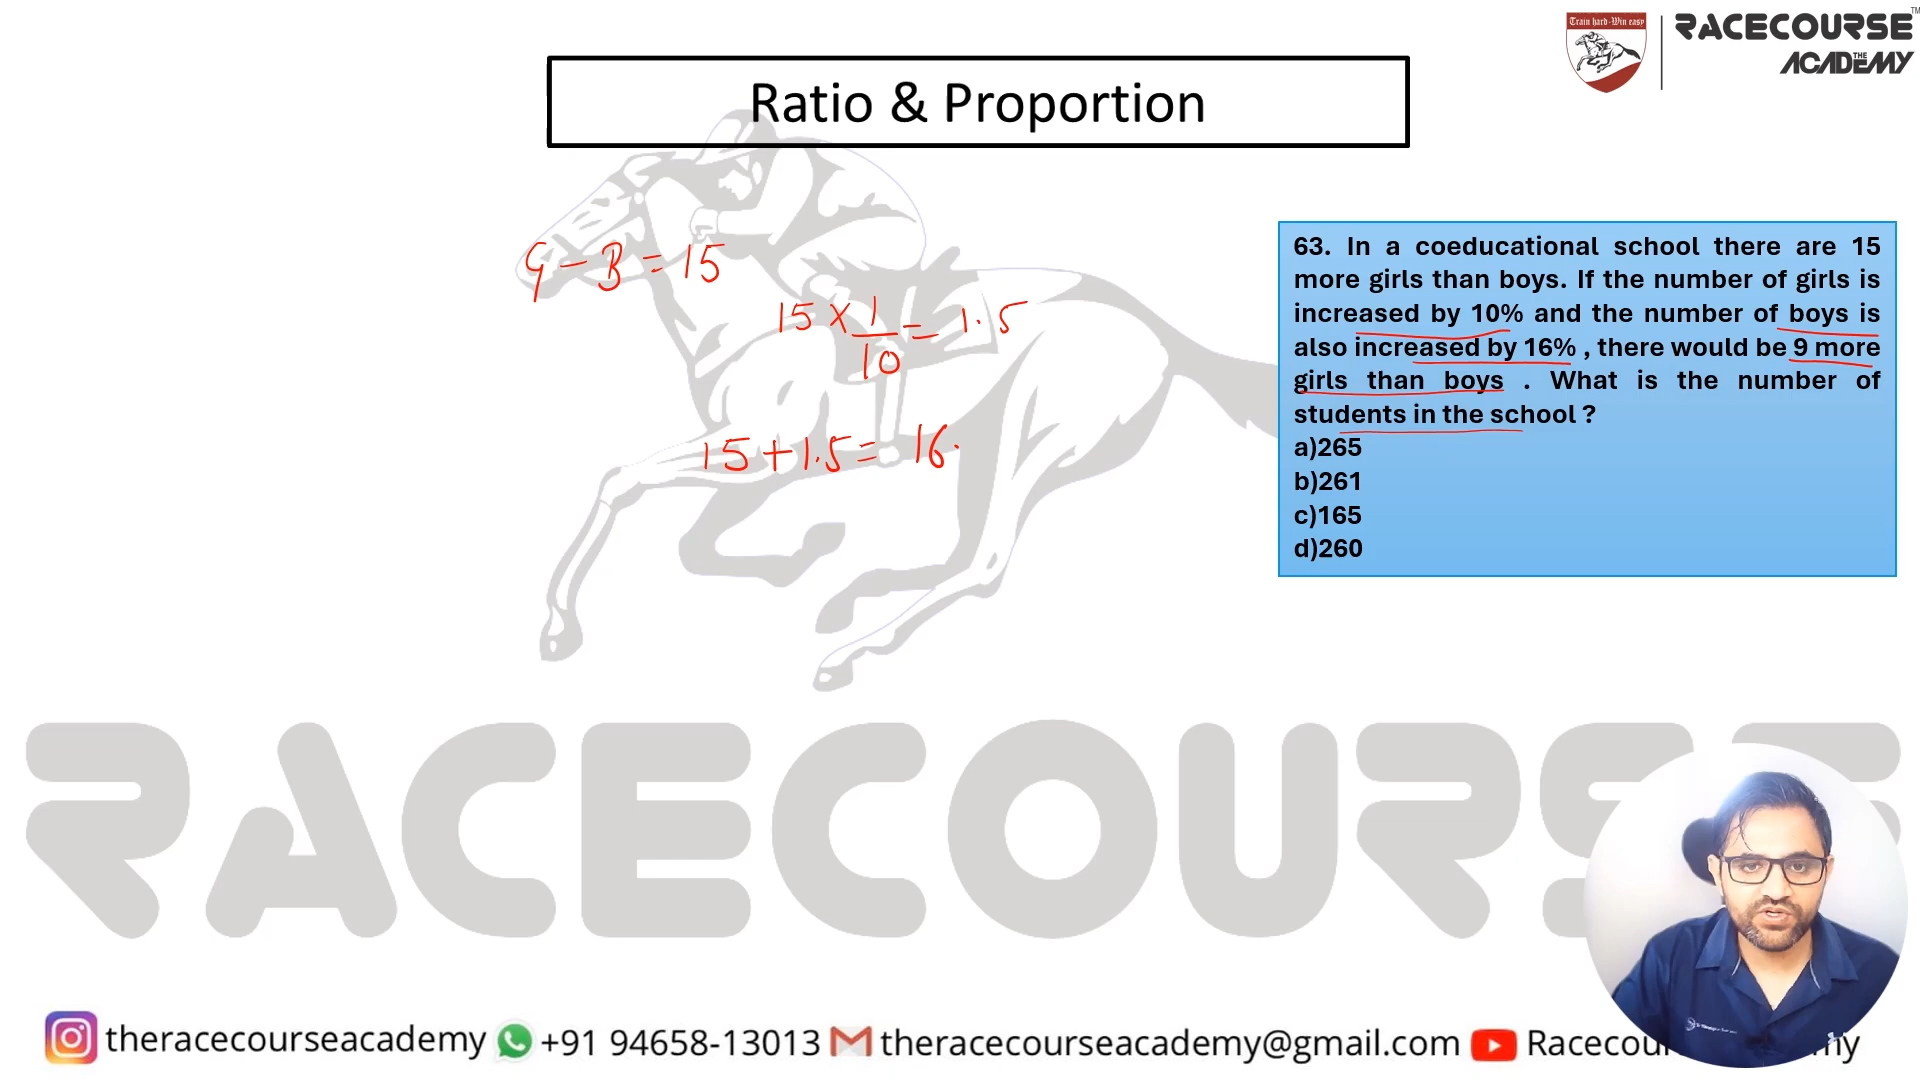 Train hard-Win easy
RACECOURSE™
THE ACADEMY
Ratio & Proportion
G - B = 15
15 × 1/10 = 1.5
15 + 1.5 = 16.
63. In a coeducational school there are 15
more girls than boys. If the number of girls is
increased by 10% and the number of boys is
also increased by 16% , there would be 9 more
girls than boys . What is the number of
students in the school ?
a)265
b)261
c)165
d)260
RACECOURSE
theracecourseacademy +91 94658-13013 theracecourseacademy@gmail.com